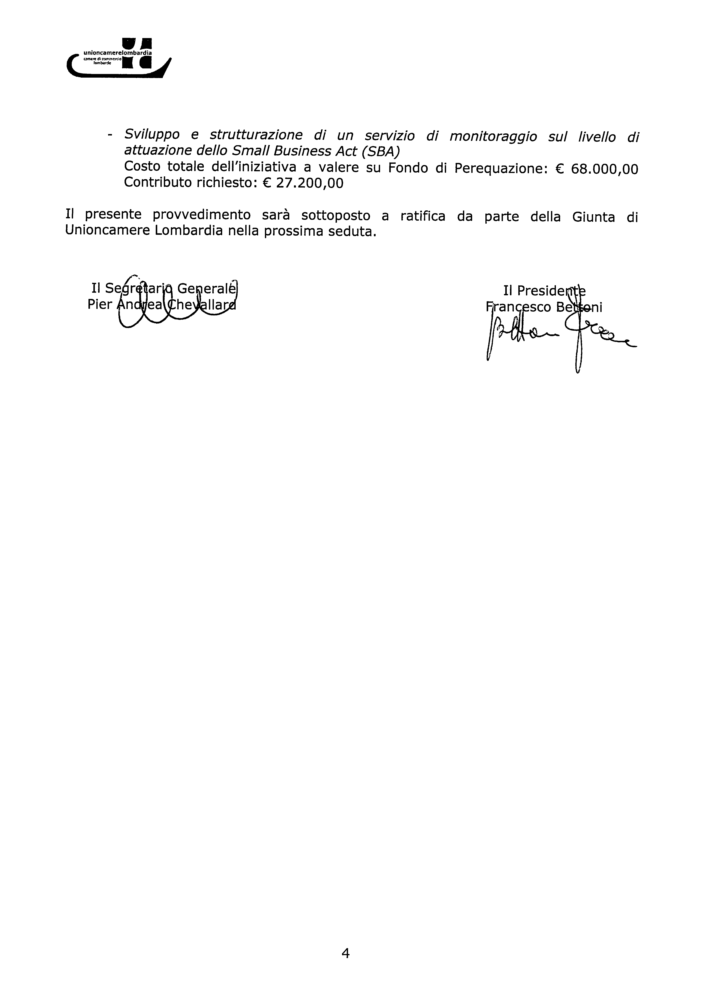 unioncamerelombardia
camere di commercio
lombarde
- Sviluppo e strutturazione di un servizio di monitoraggio sul livello di
attuazione dello Small Business Act (SBA)
Costo totale dell'iniziativa a valere su Fondo di Perequazione: € 68.000,00
Contributo richiesto: € 27.200,00
Il presente provvedimento sarà sottoposto a ratifica da parte della Giunta di
Unioncamere Lombardia nella prossima seduta.
Il Segretario Generale
Pier Andrea Chevallard
Il Presidente
Francesco Bettoni
4